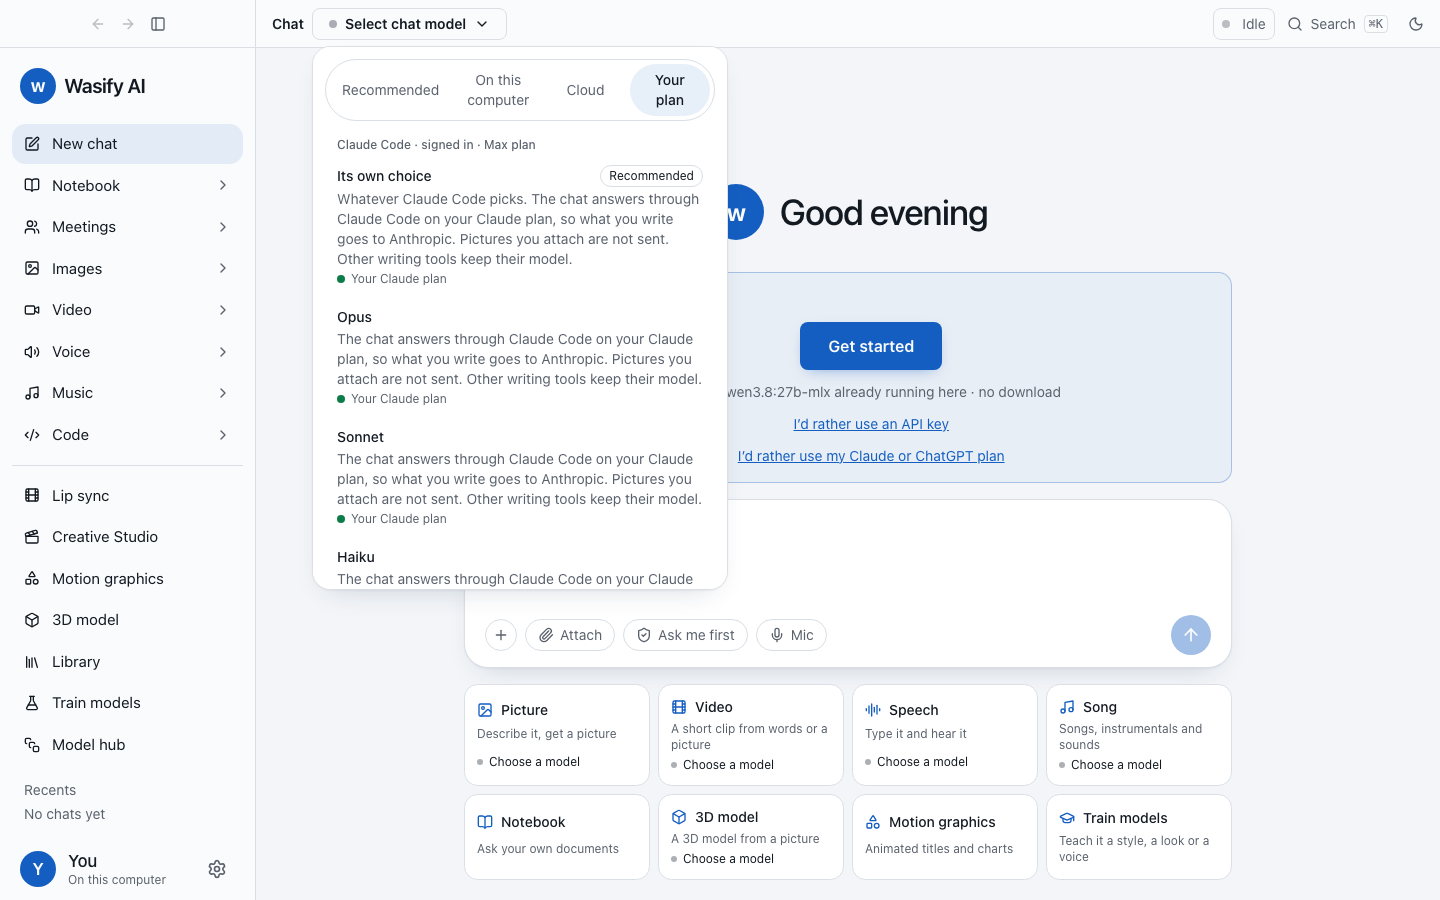 Chat
Select chat model
Idle
Search
⌘K
w
Wasify AI
New chat
Notebook
Meetings
Images
Video
Voice
Music
Code
Lip sync
Creative Studio
Motion graphics
3D model
Library
Train models
Model hub
Recents
No chats yet
Y
You
On this computer
Recommended
On this
computer
Cloud
Your
plan
Claude Code · signed in · Max plan
Its own choice
Recommended
Whatever Claude Code picks. The chat answers through
Claude Code on your Claude plan, so what you write
goes to Anthropic. Pictures you attach are not sent.
Other writing tools keep their model.
Your Claude plan
Opus
The chat answers through Claude Code on your Claude
plan, so what you write goes to Anthropic. Pictures you
attach are not sent. Other writing tools keep their model.
Your Claude plan
Sonnet
The chat answers through Claude Code on your Claude
plan, so what you write goes to Anthropic. Pictures you
attach are not sent. Other writing tools keep their model.
Your Claude plan
Haiku
The chat answers through Claude Code on your Claude
w
Good evening
Get started
wen3.8:27b-mlx already running here · no download
I'd rather use an API key
I'd rather use my Claude or ChatGPT plan
Attach
Ask me first
Mic
Picture
Describe it, get a picture
Choose a model
Video
A short clip from words or a
picture
Choose a model
Speech
Type it and hear it
Choose a model
Song
Songs, instrumentals and
sounds
Choose a model
Notebook
Ask your own documents
3D model
A 3D model from a picture
Choose a model
Motion graphics
Animated titles and charts
Train models
Teach it a style, a look or a
voice